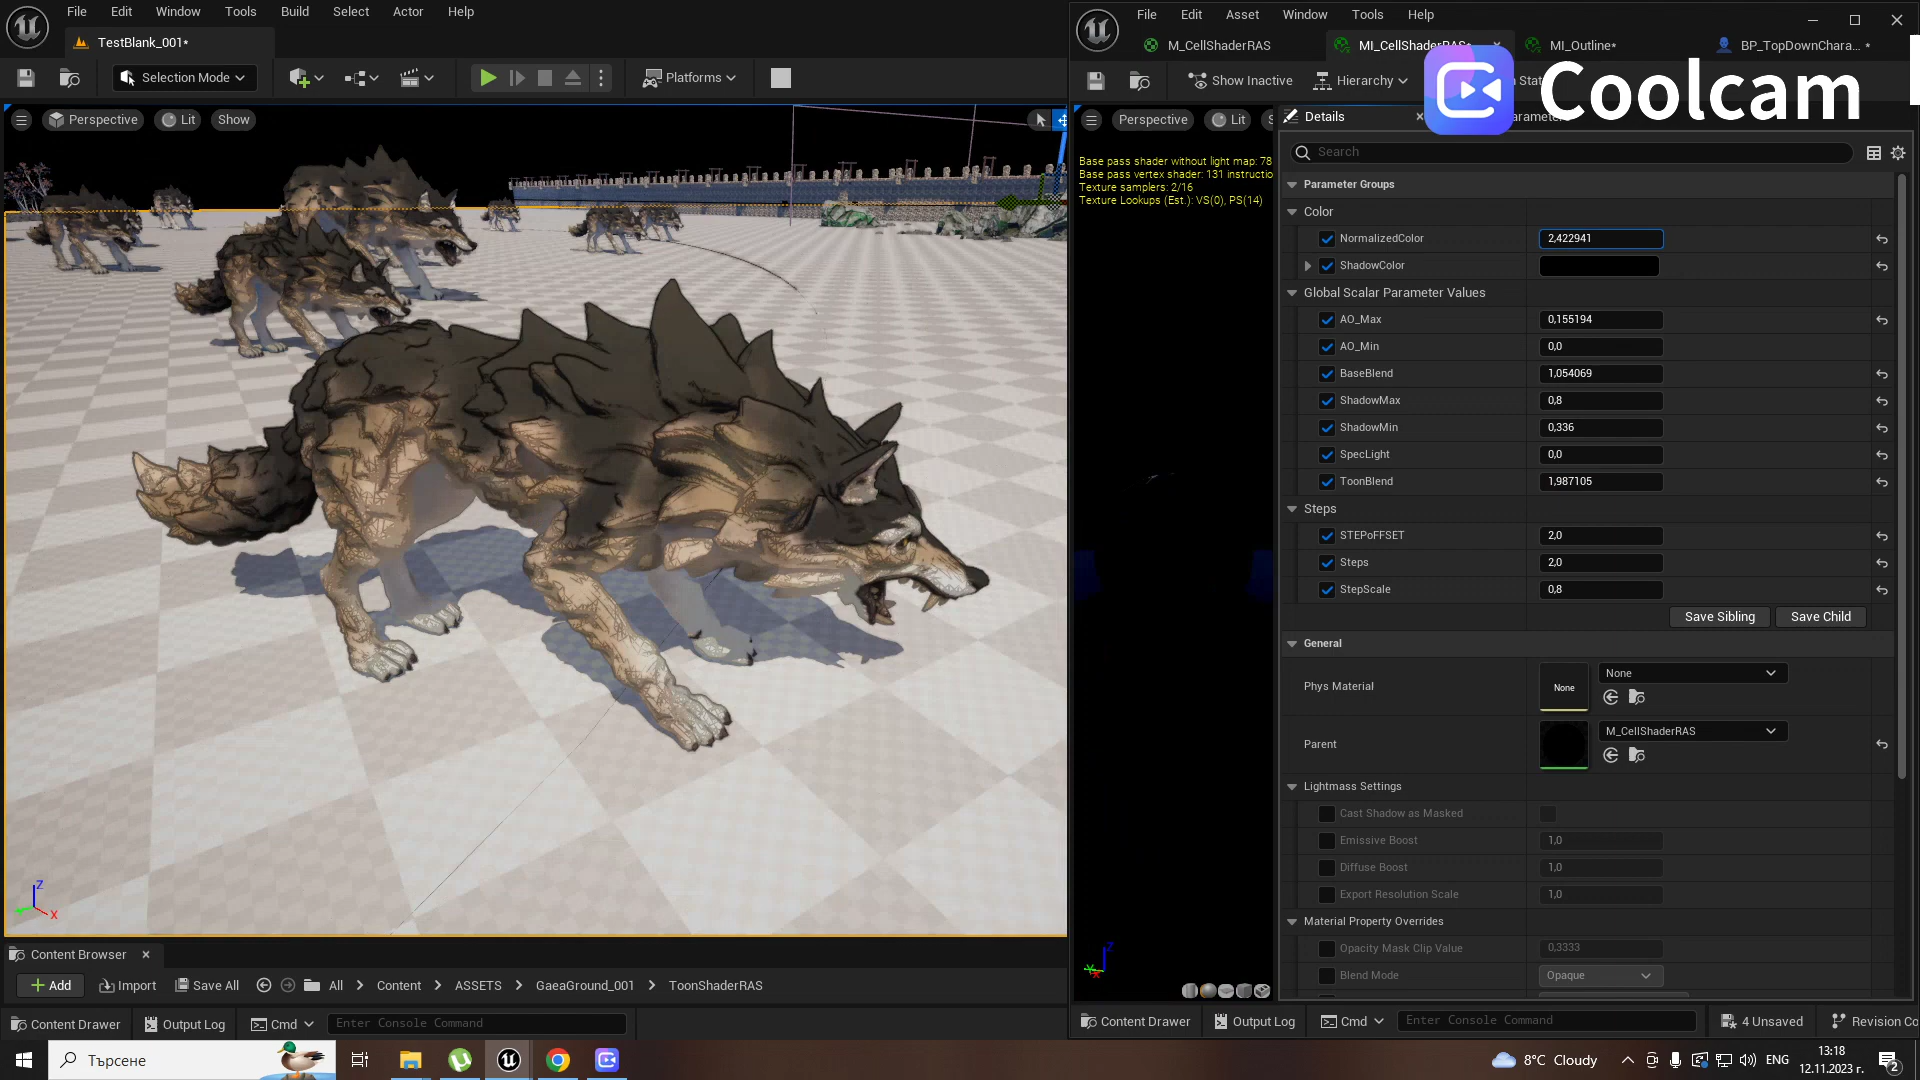 File Edit Window Tools Build Select Actor Help
TestBlank_001*
Selection Mode
Platforms
Perspective Lit Show
Content Browser
Add Import Save All All Content ASSETS GaeaGround_001 ToonShaderRAS
Content Drawer Output Log Cmd Enter Console Command
File Edit Asset Window Tools Help
M_CellShaderRAS MI_CellShaderRAS* MI_Outline* BP_TopDownChara... *
Show Inactive Hierarchy
Coolcam
Perspective Lit
Base pass shader without light map: 78
Base pass vertex shader: 131 instructio
Texture samplers: 2/16
Texture Lookups (Est.): VS(0), PS(14)
Details
Search
Parameter Groups
Color
NormalizedColor 2,422941
ShadowColor
Global Scalar Parameter Values
AO_Max 0,155194
AO_Min 0,0
BaseBlend 1,054069
ShadowMax 0,8
ShadowMin 0,336
SpecLight 0,0
ToonBlend 1,987105
Steps
STEPoFFSET 2,0
Steps 2,0
StepScale 0,8
Save Sibling Save Child
General
Phys Material None None
Parent M_CellShaderRAS
Lightmass Settings
Cast Shadow as Masked
Emissive Boost 1,0
Diffuse Boost 1,0
Export Resolution Scale 1,0
Material Property Overrides
Opacity Mask Clip Value 0,3333
Blend Mode Opaque
Content Drawer Output Log Cmd Enter Console Command 4 Unsaved Revision Co
Търсене
8°C Cloudy ENG
13:18
12.11.2023 г.
2
Z
X